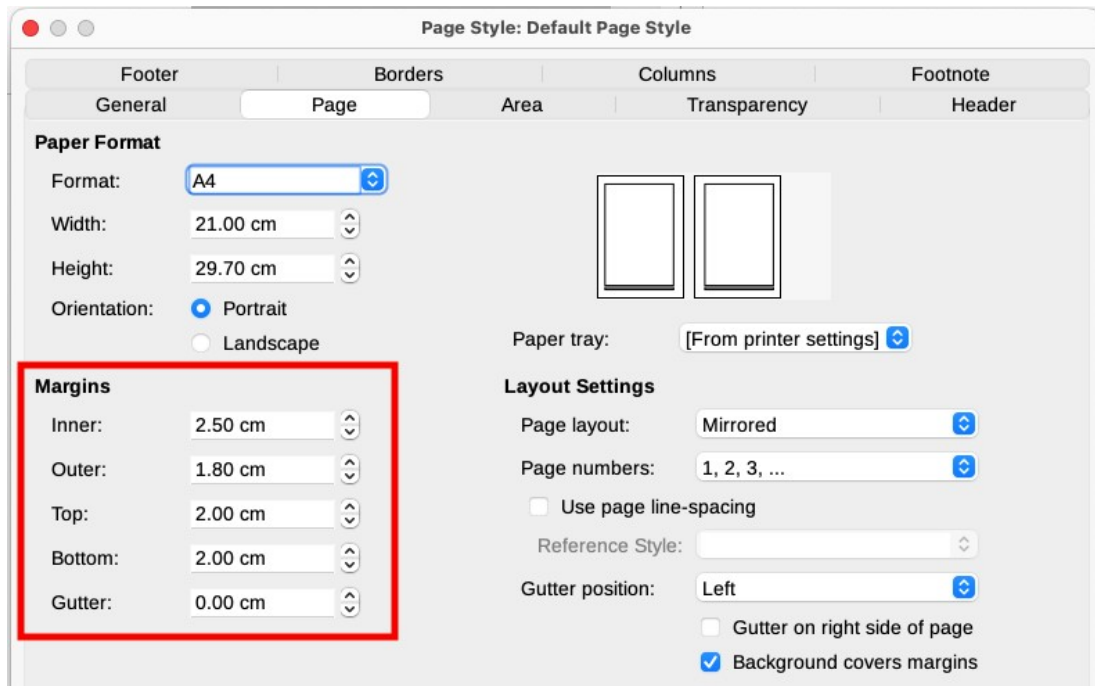 Page Style: Default Page Style
Footer Borders Columns Footnote
General Page Area Transparency Header
Paper Format
Format: A4
Width: 21.00 cm
Height: 29.70 cm
Orientation: Portrait
Landscape
Paper tray: [From printer settings]
Margins
Inner: 2.50 cm
Outer: 1.80 cm
Top: 2.00 cm
Bottom: 2.00 cm
Gutter: 0.00 cm
Layout Settings
Page layout: Mirrored
Page numbers: 1, 2, 3, ...
Use page line-spacing
Reference Style:
Gutter position: Left
Gutter on right side of page
Background covers margins